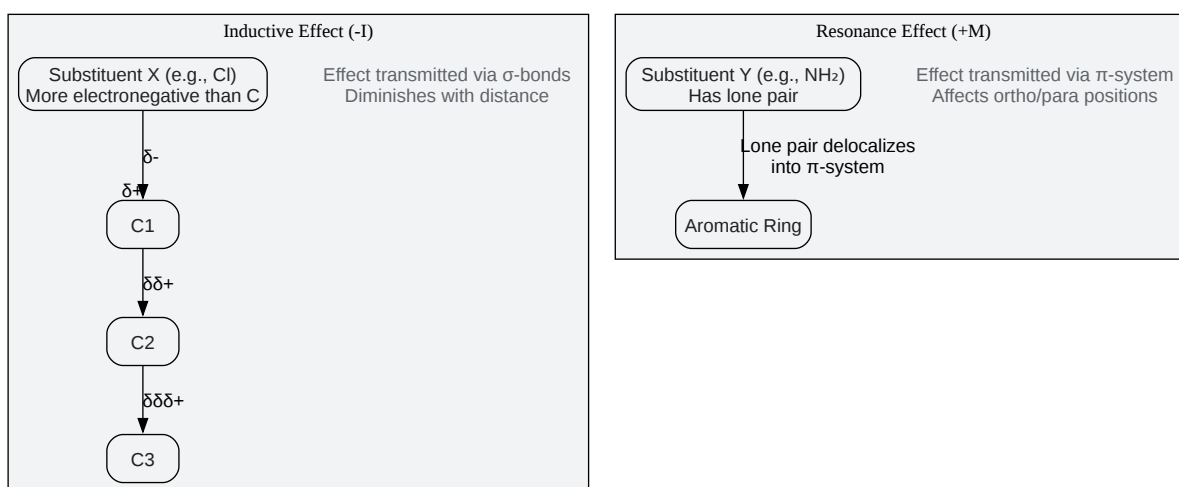 Inductive Effect (-I)
Substituent X (e.g., Cl)
More electronegative than C
Effect transmitted via σ-bonds
Diminishes with distance
δ-
δ+
C1
δδ+
C2
δδδ+
C3
Resonance Effect (+M)
Substituent Y (e.g., NH₂)
Has lone pair
Effect transmitted via π-system
Affects ortho/para positions
Lone pair delocalizes
into π-system
Aromatic Ring